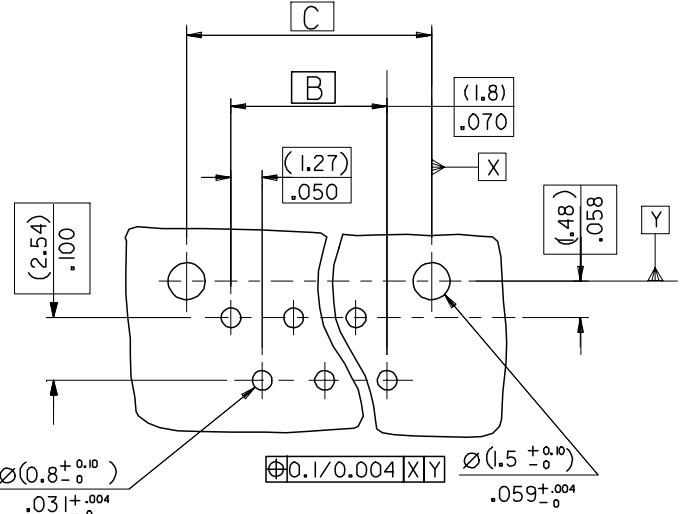 C
B
(1.8)
.070
(1.27)
.050
X
(1.48)
.058
Y
(2.54)
.100
⌀(0.8 +0.10 -0)
.031 +.004 -0
⌖ 0.1/0.004 X Y
⌀(1.5 +0.10 -0)
.059 +.004 -0